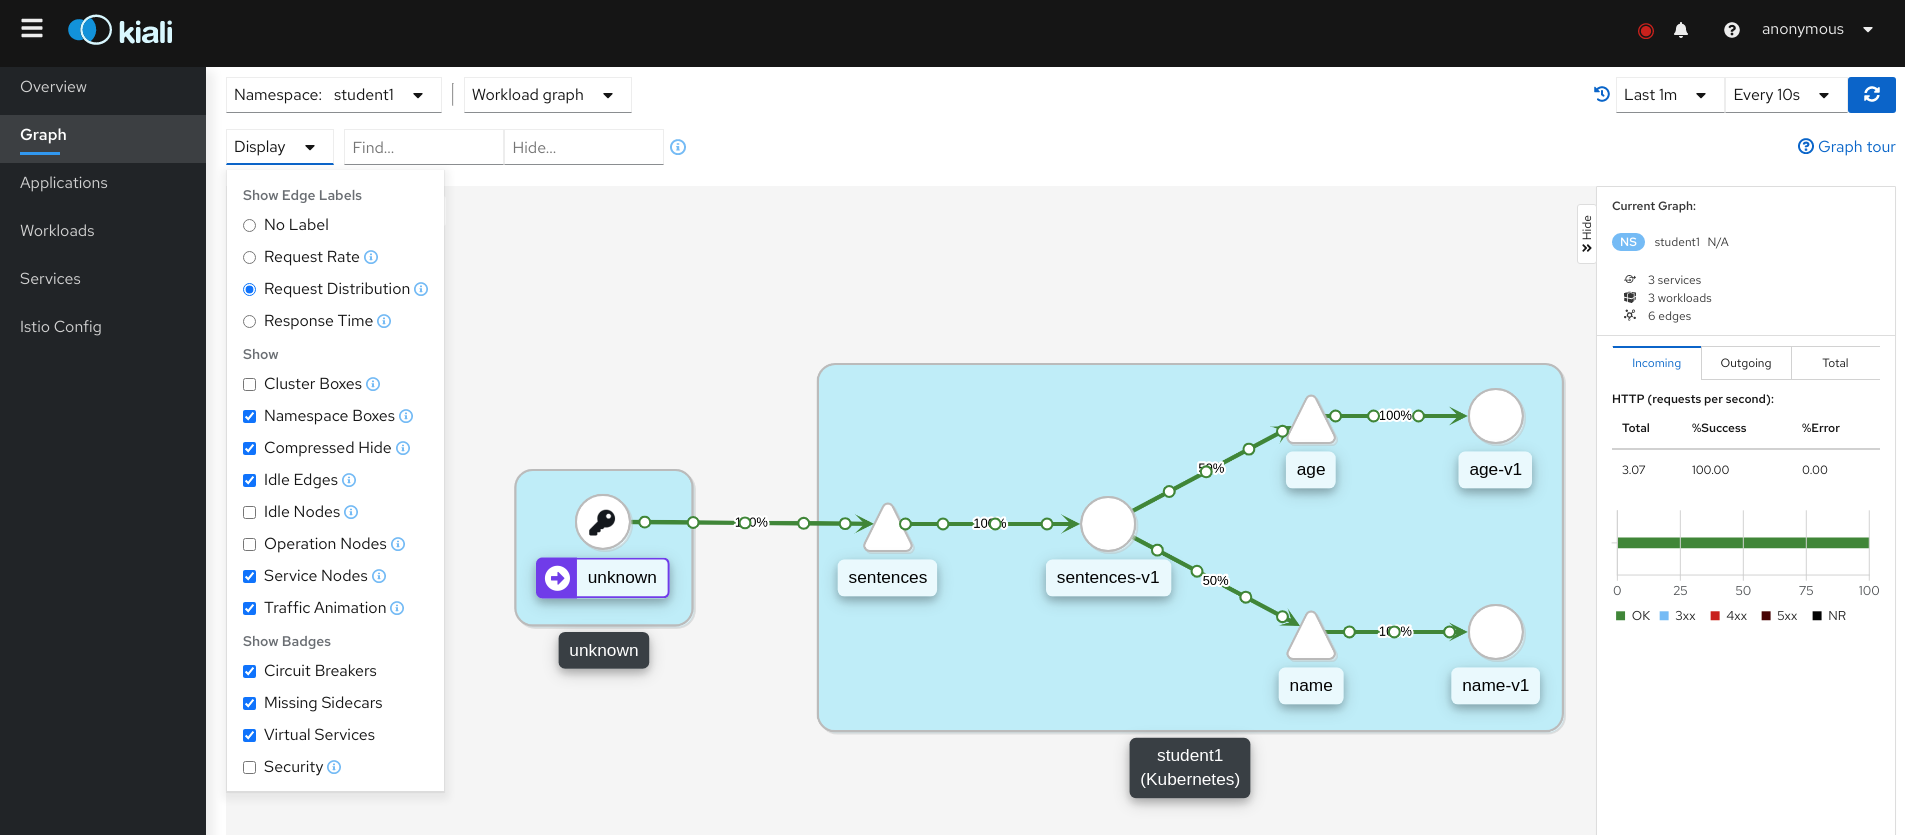 kiali
anonymous
Overview
Graph
Applications
Workloads
Services
Istio Config
Namespace: student1
Workload graph
Last 1m
Every 10s
Display
Find...
Hide...
Graph tour
Show Edge Labels
No Label
Request Rate
Request Distribution
Response Time
Show
Cluster Boxes
Namespace Boxes
Compressed Hide
Idle Edges
Idle Nodes
Operation Nodes
Service Nodes
Traffic Animation
Show Badges
Circuit Breakers
Missing Sidecars
Virtual Services
Security
unknown
unknown
100%
sentences
100%
sentences-v1
50%
50%
age
100%
age-v1
name
100%
name-v1
student1
(Kubernetes)
Hide
Current Graph:
NS student1 N/A
3 services
3 workloads
6 edges
Incoming Outgoing Total
HTTP (requests per second):
Total %Success %Error
3.07 100.00 0.00
0 25 50 75 100
OK 3xx 4xx 5xx NR